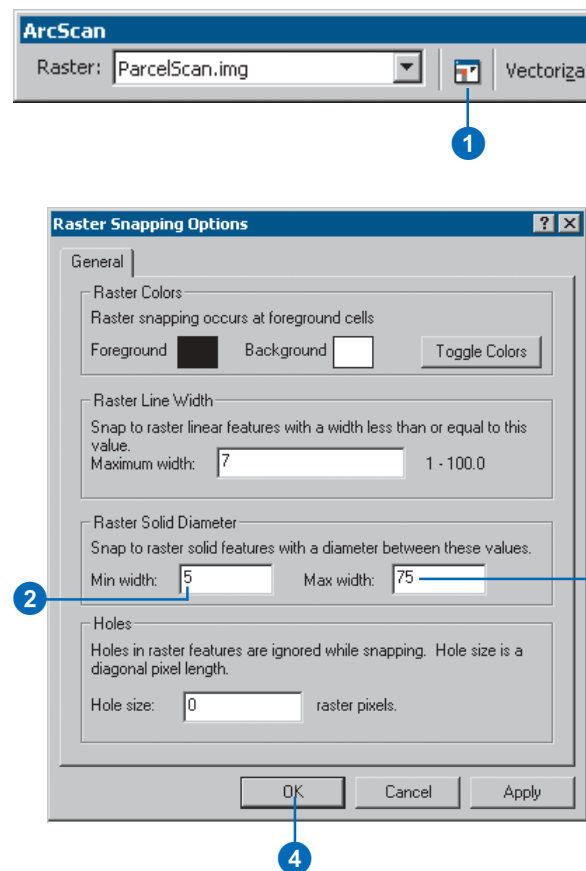 ArcScan
Raster: ParcelScan.img
1
Raster Snapping Options
General
Raster Colors
Raster snapping occurs at foreground cells
Foreground Background Toggle Colors
Raster Line Width
Snap to raster linear features with a width less than or equal to this
value.
Maximum width: 7 1 - 100.0
Raster Solid Diameter
Snap to raster solid features with a diameter between these values.
Min width: 5 Max width: 75
2
Holes
Holes in raster features are ignored while snapping. Hole size is a
diagonal pixel length.
Hole size: 0 raster pixels.
OK Cancel Apply
4